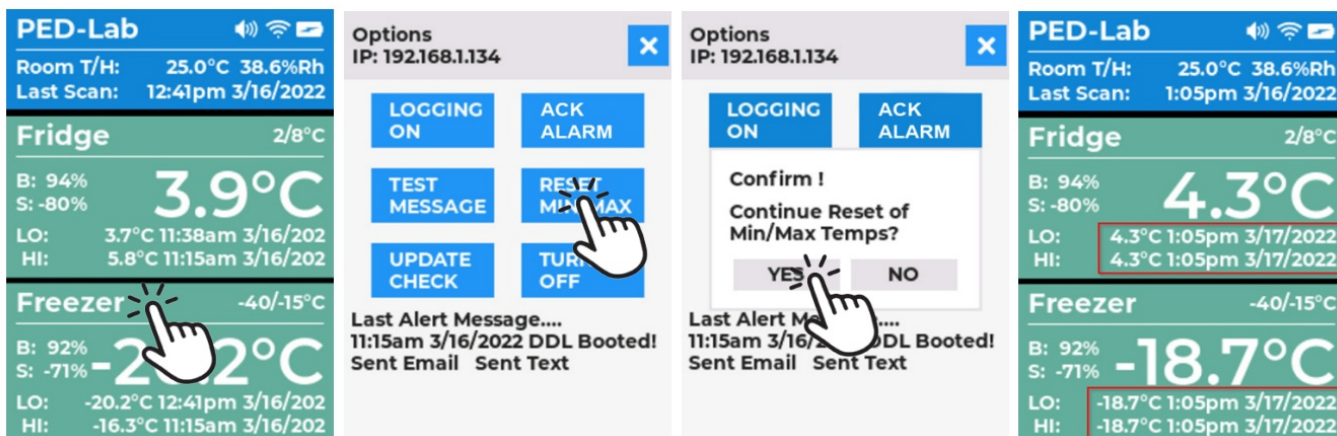 PED-Lab
Room T/H: 25.0°C 38.6%Rh
Last Scan: 12:41pm 3/16/2022
Fridge 2/8°C
B: 94%
S: -80%
3.9°C
LO: 3.7°C 11:38am 3/16/202
HI: 5.8°C 11:15am 3/16/202
Freezer -40/-15°C
B: 92%
S: -71%
LO: -20.2°C 12:41pm 3/16/202
HI: -16.3°C 11:15am 3/16/202
Options
IP: 192.168.1.134
LOGGING
ON
ACK
ALARM
TEST
MESSAGE
RESET
MIN/MAX
UPDATE
CHECK
OFF
Last Alert Message....
11:15am 3/16/2022 DDL Booted!
Sent Email Sent Text
Options
IP: 192.168.1.134
LOGGING
ON
ACK
ALARM
Confirm !
Continue Reset of
Min/Max Temps?
YES NO
Last Alert
11:15am DDL Booted!
Sent Email Sent Text
PED-Lab
Room T/H: 25.0°C 38.6%Rh
Last Scan: 1:05pm 3/16/2022
Fridge 2/8°C
B: 94%
S: -80%
4.3°C
LO: 4.3°C 1:05pm 3/17/2022
HI: 4.3°C 1:05pm 3/17/2022
Freezer -40/-15°C
B: 92%
S: -71%
-18.7°C
LO: -18.7°C 1:05pm 3/17/2022
HI: -18.7°C 1:05pm 3/17/2022